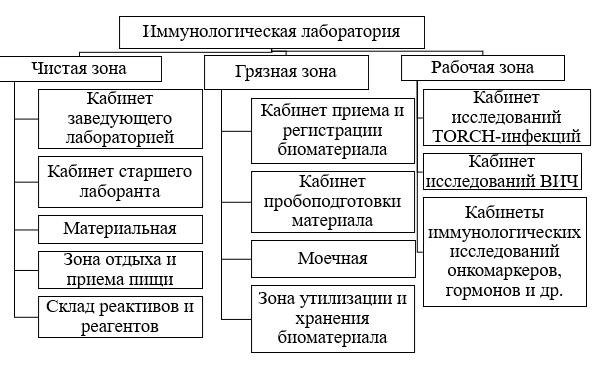 Иммунологическая лаборатория
Чистая зона
Кабинет
заведующего
лабораторией
Кабинет старшего
лаборанта
Материальная
Зона отдыха и
приема пищи
Склад реактивов и
реагентов
Грязная зона
Кабинет приема и
регистрации
биоматериала
Кабинет
пробоподготовки
материала
Моечная
Зона утилизации и
хранения
биоматериала
Рабочая зона
Кабинет
исследований
TORCH-инфекций
Кабинет
исследований ВИЧ
Кабинеты
иммунологических
исследований
онкомаркеров,
гормонов и др.